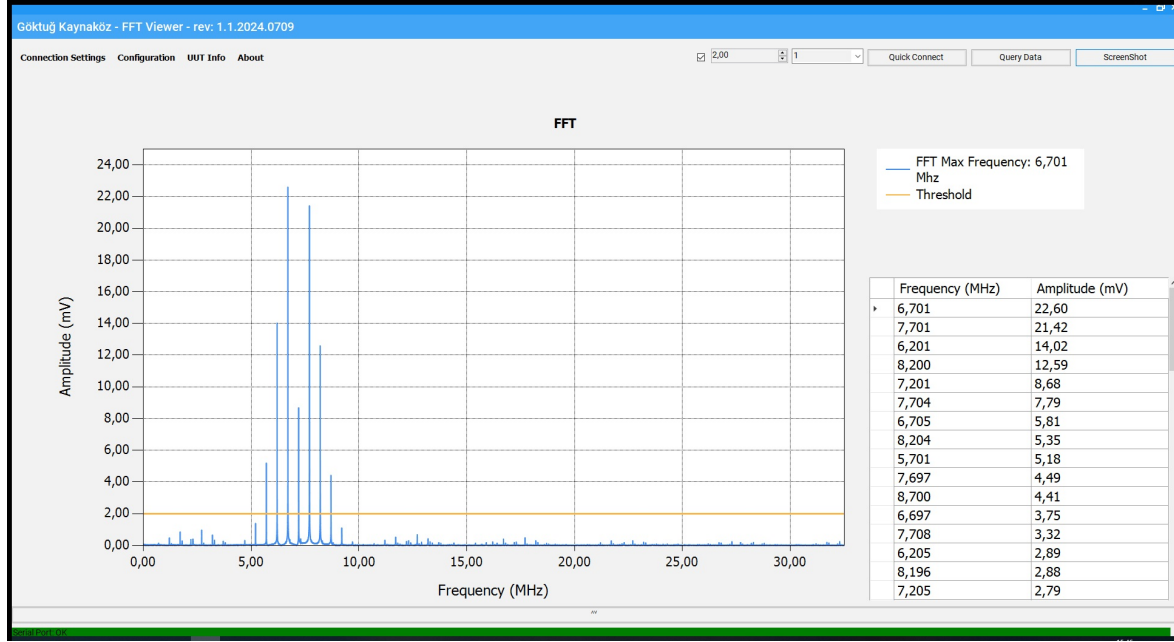 Göktuğ Kaynaköz - FFT Viewer - rev: 1.1.2024.0709
Connection Settings Configuration UUT Info About 2,00 1 Quick Connect Query Data ScreenShot
FFT
24,00
22,00
20,00
18,00
16,00
14,00
12,00
10,00
8,00
6,00
4,00
2,00
0,00
Amplitude (mV)
0,00 5,00 10,00 15,00 20,00 25,00 30,00
Frequency (MHz)
FFT Max Frequency: 6,701
Mhz
Threshold
Frequency (MHz) Amplitude (mV)
6,701 22,60
7,701 21,42
6,201 14,02
8,200 12,59
7,201 8,68
7,704 7,79
6,705 5,81
8,204 5,35
5,701 5,18
7,697 4,49
8,700 4,41
6,697 3,75
7,708 3,32
6,205 2,89
8,196 2,88
7,205 2,79
Serial Port: OK